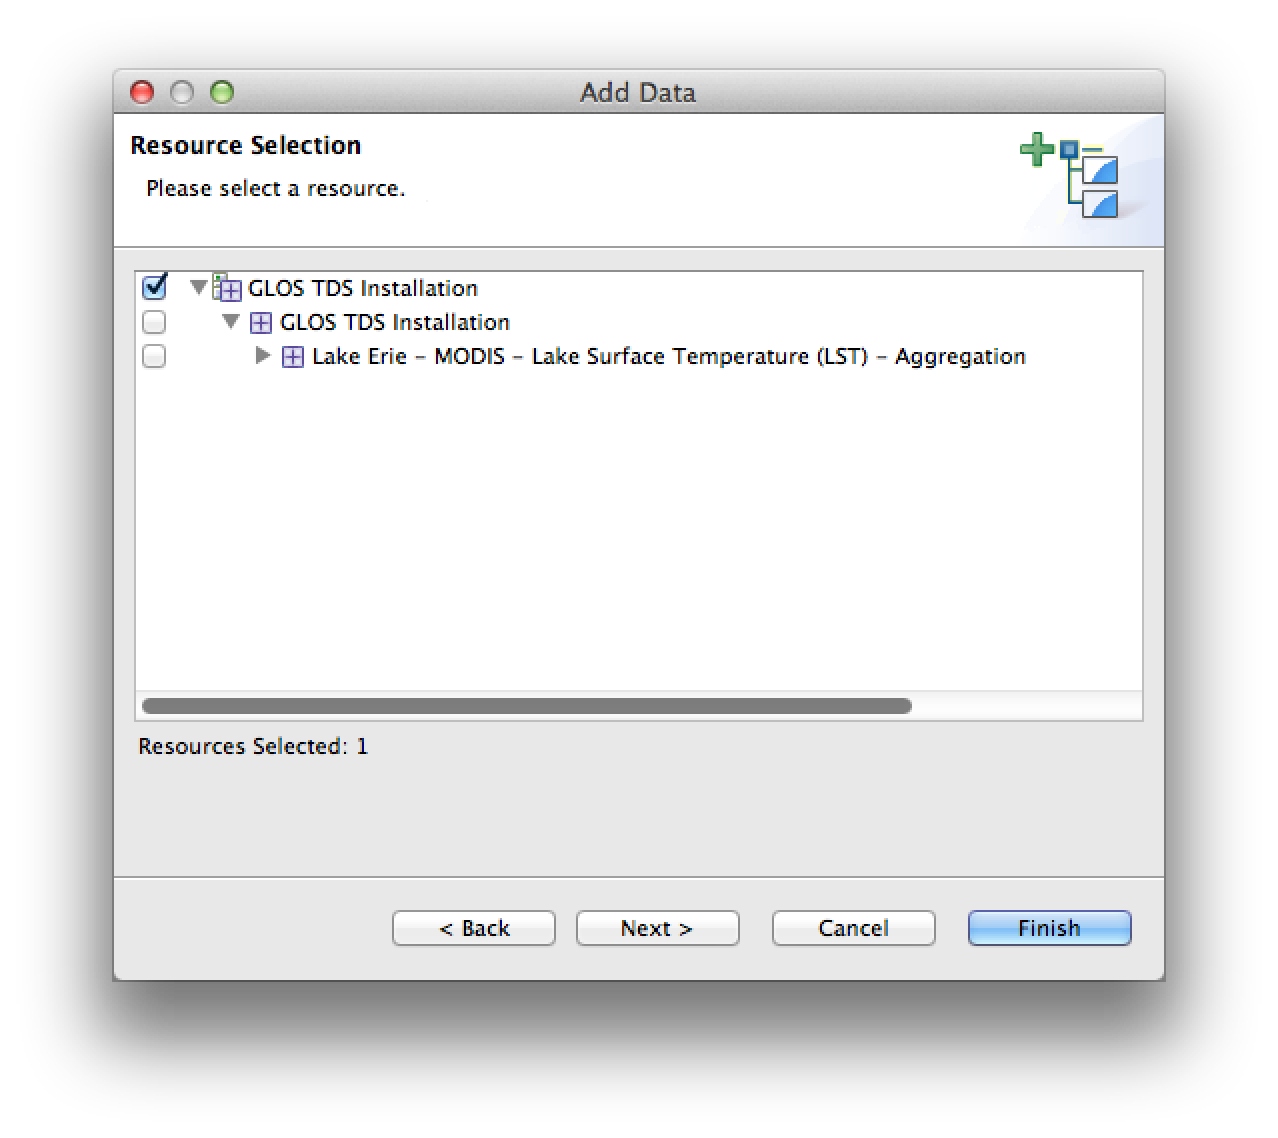 Add Data
Resource Selection
Please select a resource.
GLOS TDS Installation
GLOS TDS Installation
Lake Erie – MODIS – Lake Surface Temperature (LST) – Aggregation
Resources Selected: 1
< Back
Next >
Cancel
Finish